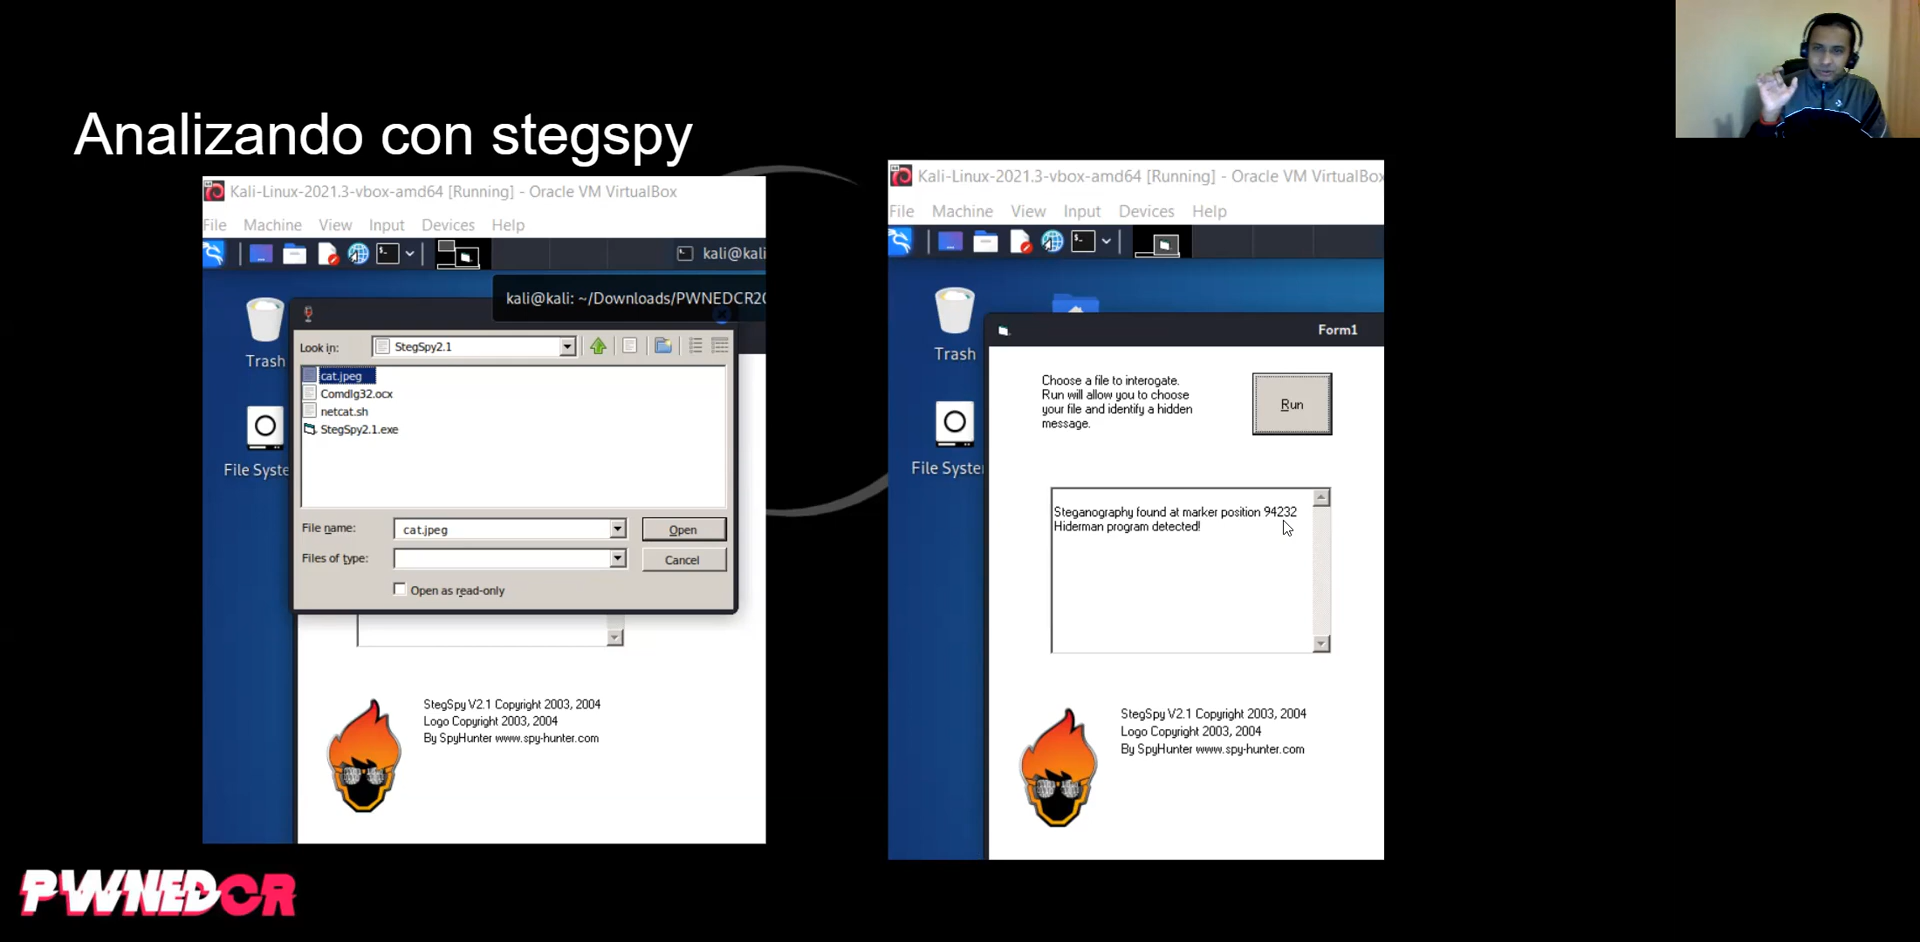 Analizando con stegspy
Kali-Linux-2021.3-vbox-amd64 [Running] - Oracle VM VirtualBox
File Machine View Input Devices Help
kali@kali
kali@kali: ~/Downloads/PWNEDCR20
Trash
File Syste
Look in:
StegSpy2.1
cat.jpeg
Comdlg32.ocx
netcat.sh
StegSpy2.1.exe
File name:
cat.jpeg
Open
Files of type:
Cancel
Open as read-only
StegSpy V2.1 Copyright 2003, 2004
Logo Copyright 2003, 2004
By SpyHunter www.spy-hunter.com
Kali-Linux-2021.3-vbox-amd64 [Running] - Oracle VM VirtualBox
File Machine View Input Devices Help
Trash
File Syste
Form1
Choose a file to interogate.
Run will allow you to choose
your file and identify a hidden
message.
Run
Steganography found at marker position 94232
Hiderman program detected!
StegSpy V2.1 Copyright 2003, 2004
Logo Copyright 2003, 2004
By SpyHunter www.spy-hunter.com
PWNEDCR